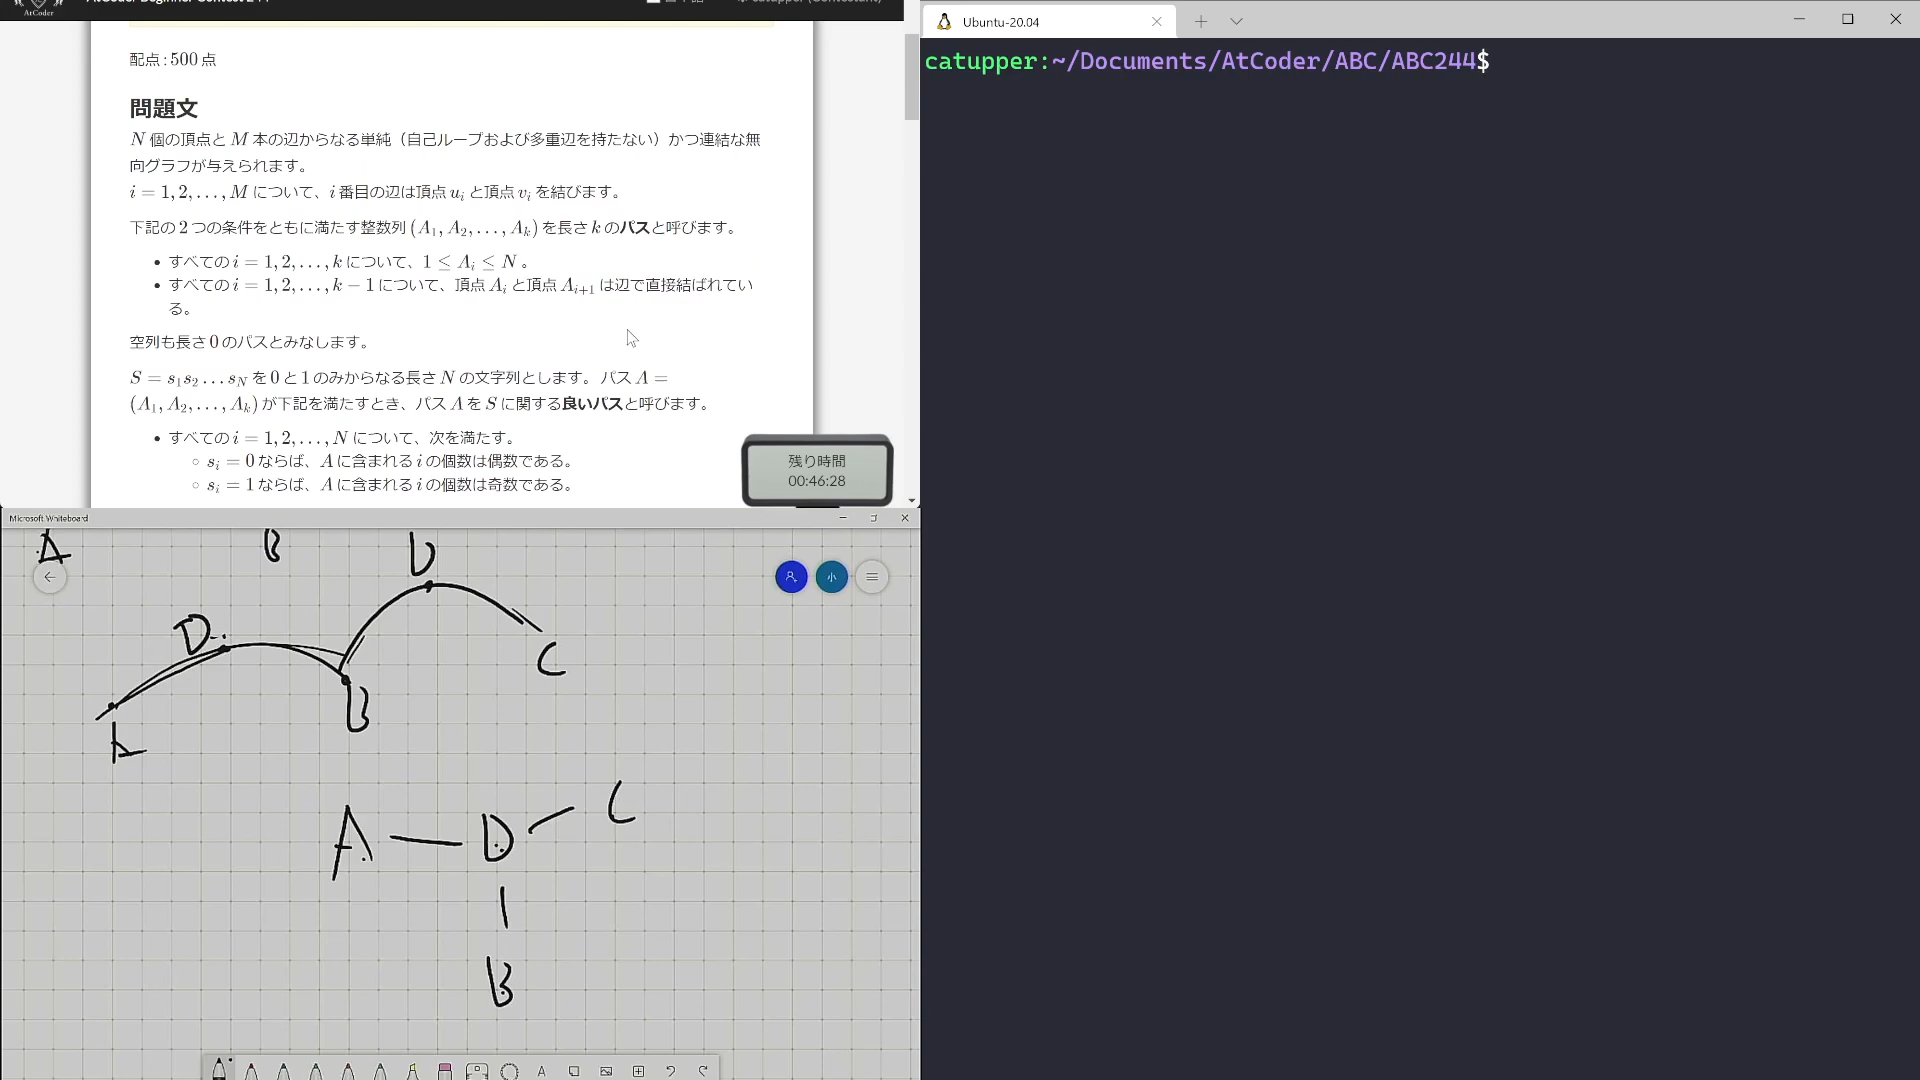 AtCoder
配点 : 500 点
問題文
N 個の頂点と M 本の辺からなる単純（自己ループおよび多重辺を持たない）かつ連結な無
向グラフが与えられます。
i = 1, 2, . . . , M について、i 番目の辺は頂点 u_i と頂点 v_i を結びます。
下記の 2 つの条件をともに満たす整数列 (A_1, A_2, . . . , A_k) を長さ k のパスと呼びます。
• すべての i = 1, 2, . . . , k について、1 ≤ A_i ≤ N 。
• すべての i = 1, 2, . . . , k − 1 について、頂点 A_i と頂点 A_{i+1} は辺で直接結ばれてい
る。
空列も長さ 0 のパスとみなします。
S = s_1s_2 . . . s_N を 0 と 1 のみからなる長さ N の文字列とします。 パス A =
(A_1, A_2, . . . , A_k) が下記を満たすとき、パス A を S に関する良いパスと呼びます。
• すべての i = 1, 2, . . . , N について、次を満たす。
○ s_i = 0 ならば、A に含まれる i の個数は偶数である。
○ s_i = 1 ならば、A に含まれる i の個数は奇数である。
残り時間
00:46:28
Microsoft Whiteboard
A B D
D
C
B
A
小
A D C
B
A
Ubuntu-20.04
catupper:~/Documents/AtCoder/ABC/ABC244$